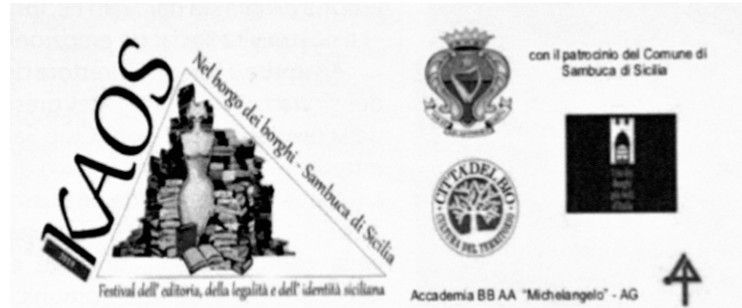 KAOS
Nel borgo dei borghi - Sambuca di Sicilia
Festival dell' editoria, della legalità e dell' identità siciliana
con il patrocinio del Comune di
Sambuca di Sicilia
CITTÀ DEL BIO
CULTURA DEL TERRITORIO
Accademia BB AA "Michelangelo" - AG